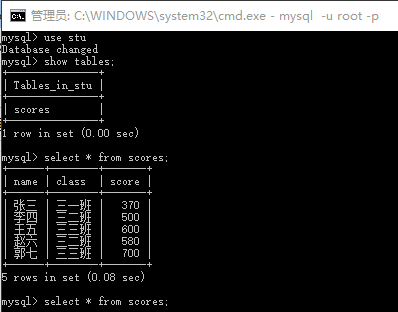 管理员: C:\WINDOWS\system32\cmd.exe - mysql  -u root -p
mysql> use stu
Database changed
mysql> show tables;
+---------------+
| Tables_in_stu |
+---------------+
| scores        |
+---------------+
1 row in set (0.00 sec)
mysql> select * from scores;
+------+--------+-------+
| name | class  | score |
+------+--------+-------+
| 张三 | 三一班 |   370 |
| 李四 | 三二班 |   500 |
| 王五 | 三三班 |   600 |
| 赵六 | 三二班 |   580 |
| 郭七 | 三三班 |   700 |
+------+--------+-------+
5 rows in set (0.08 sec)
mysql> select * from scores;